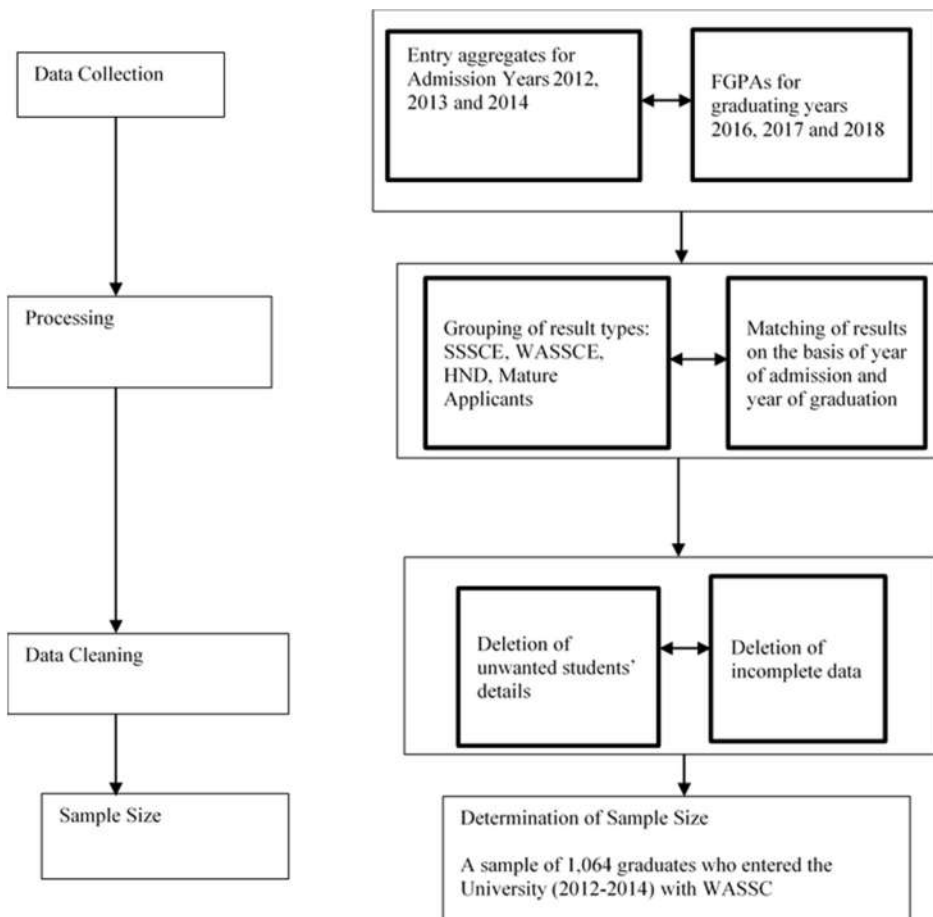 Data Collection
Entry aggregates for
Admission Years 2012,
2013 and 2014
FGPAs for
graduating years
2016, 2017 and 2018
Processing
Grouping of result types:
SSSCE, WASSCE,
HND, Mature
Applicants
Matching of results
on the basis of year
of admission and
year of graduation
Data Cleaning
Deletion of
unwanted students’
details
Deletion of
incomplete data
Sample Size
Determination of Sample Size
A sample of 1,064 graduates who entered the
University (2012-2014) with WASSC